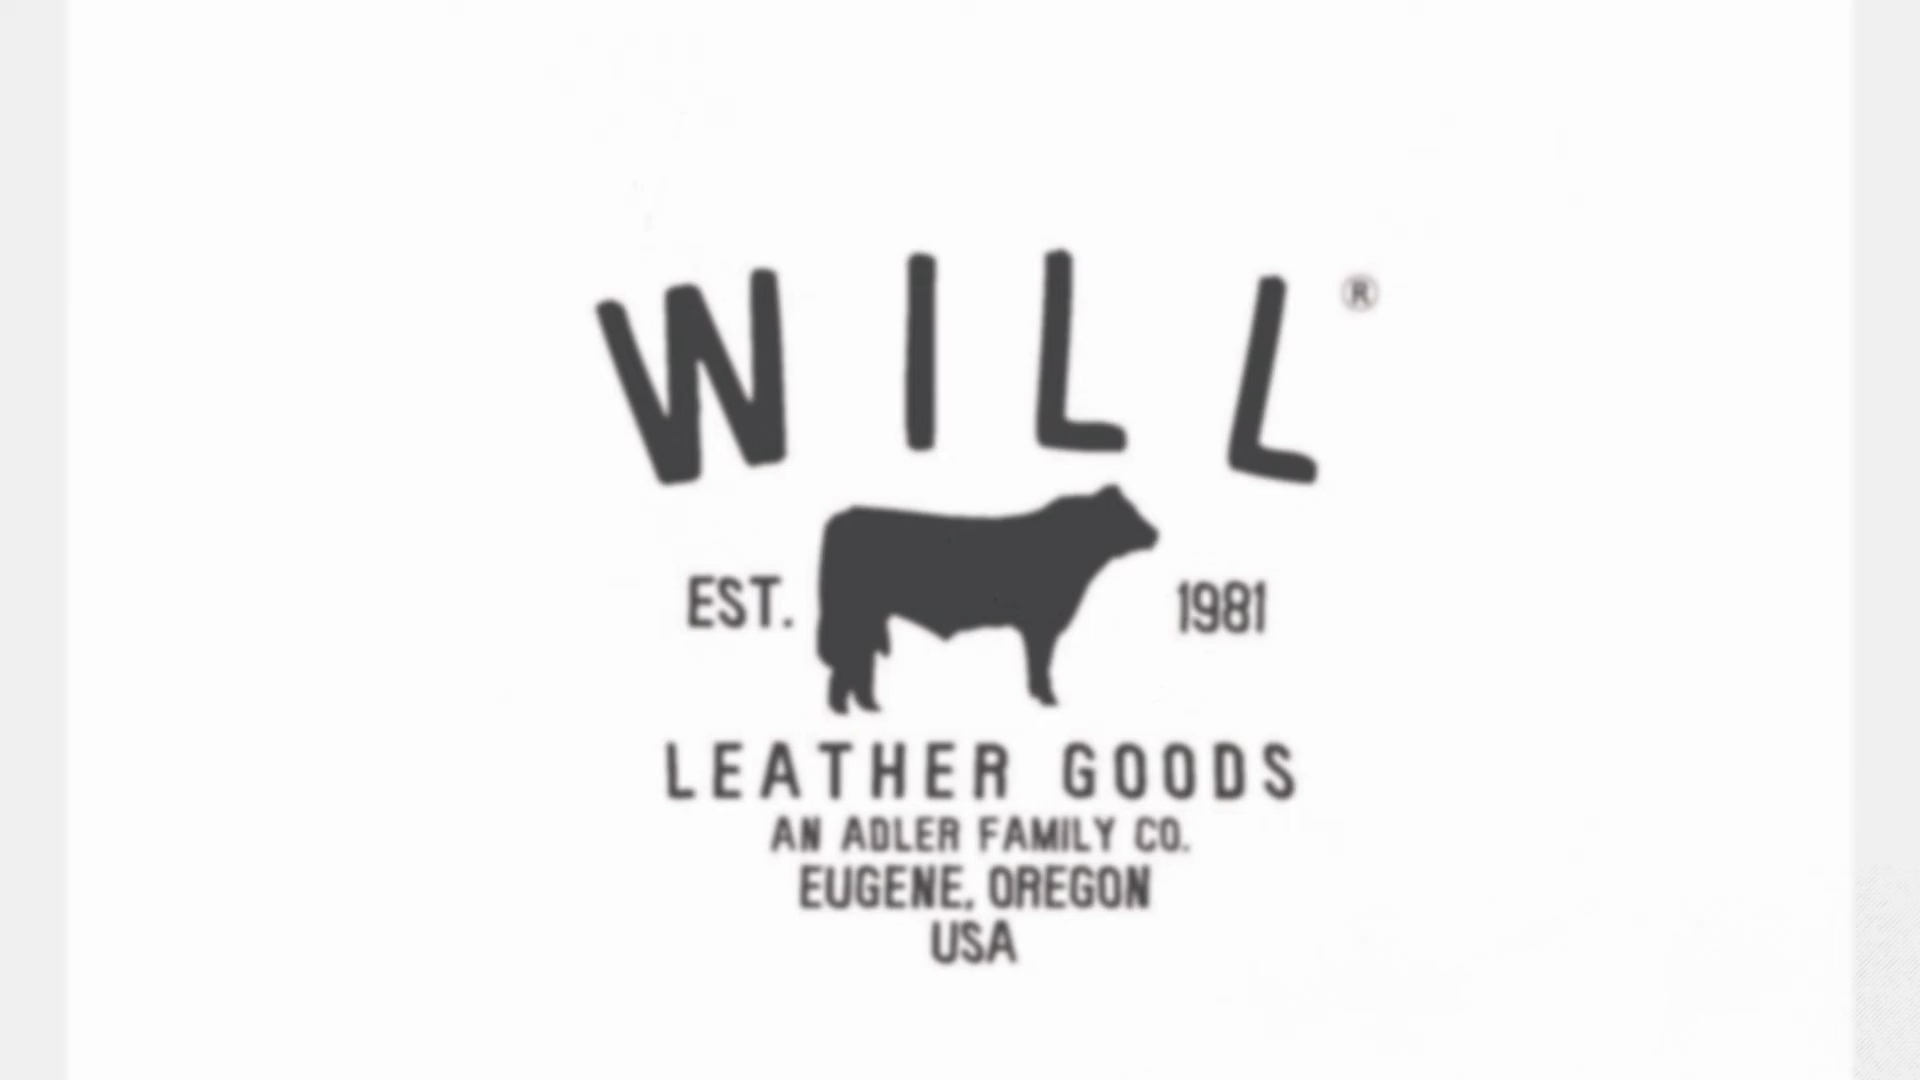 WILL®
EST. 1981
LEATHER GOODS
AN ADLER FAMILY CO.
EUGENE, OREGON
USA